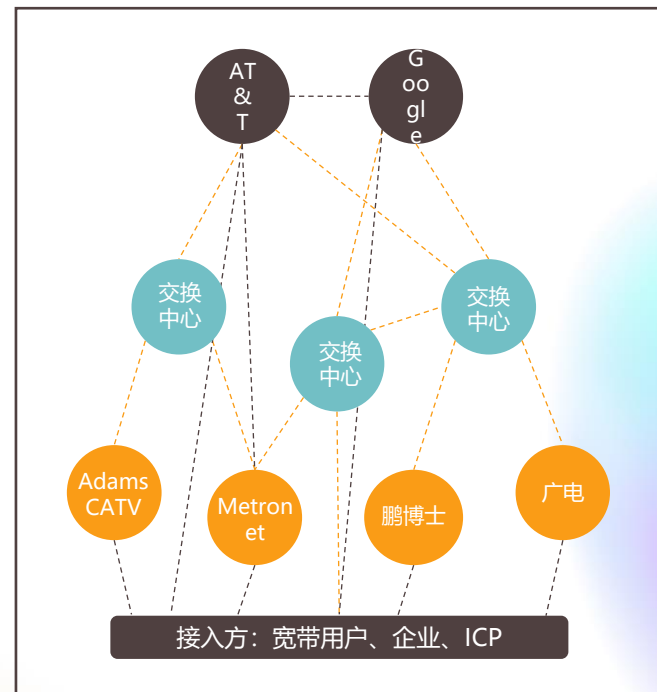 AT
&
T
G
oo
gl
e
交换
中心
交换
中心
交换
中心
Adams
CATV
Metron
et
鹏博士
广电
接入方：宽带用户、企业、ICP